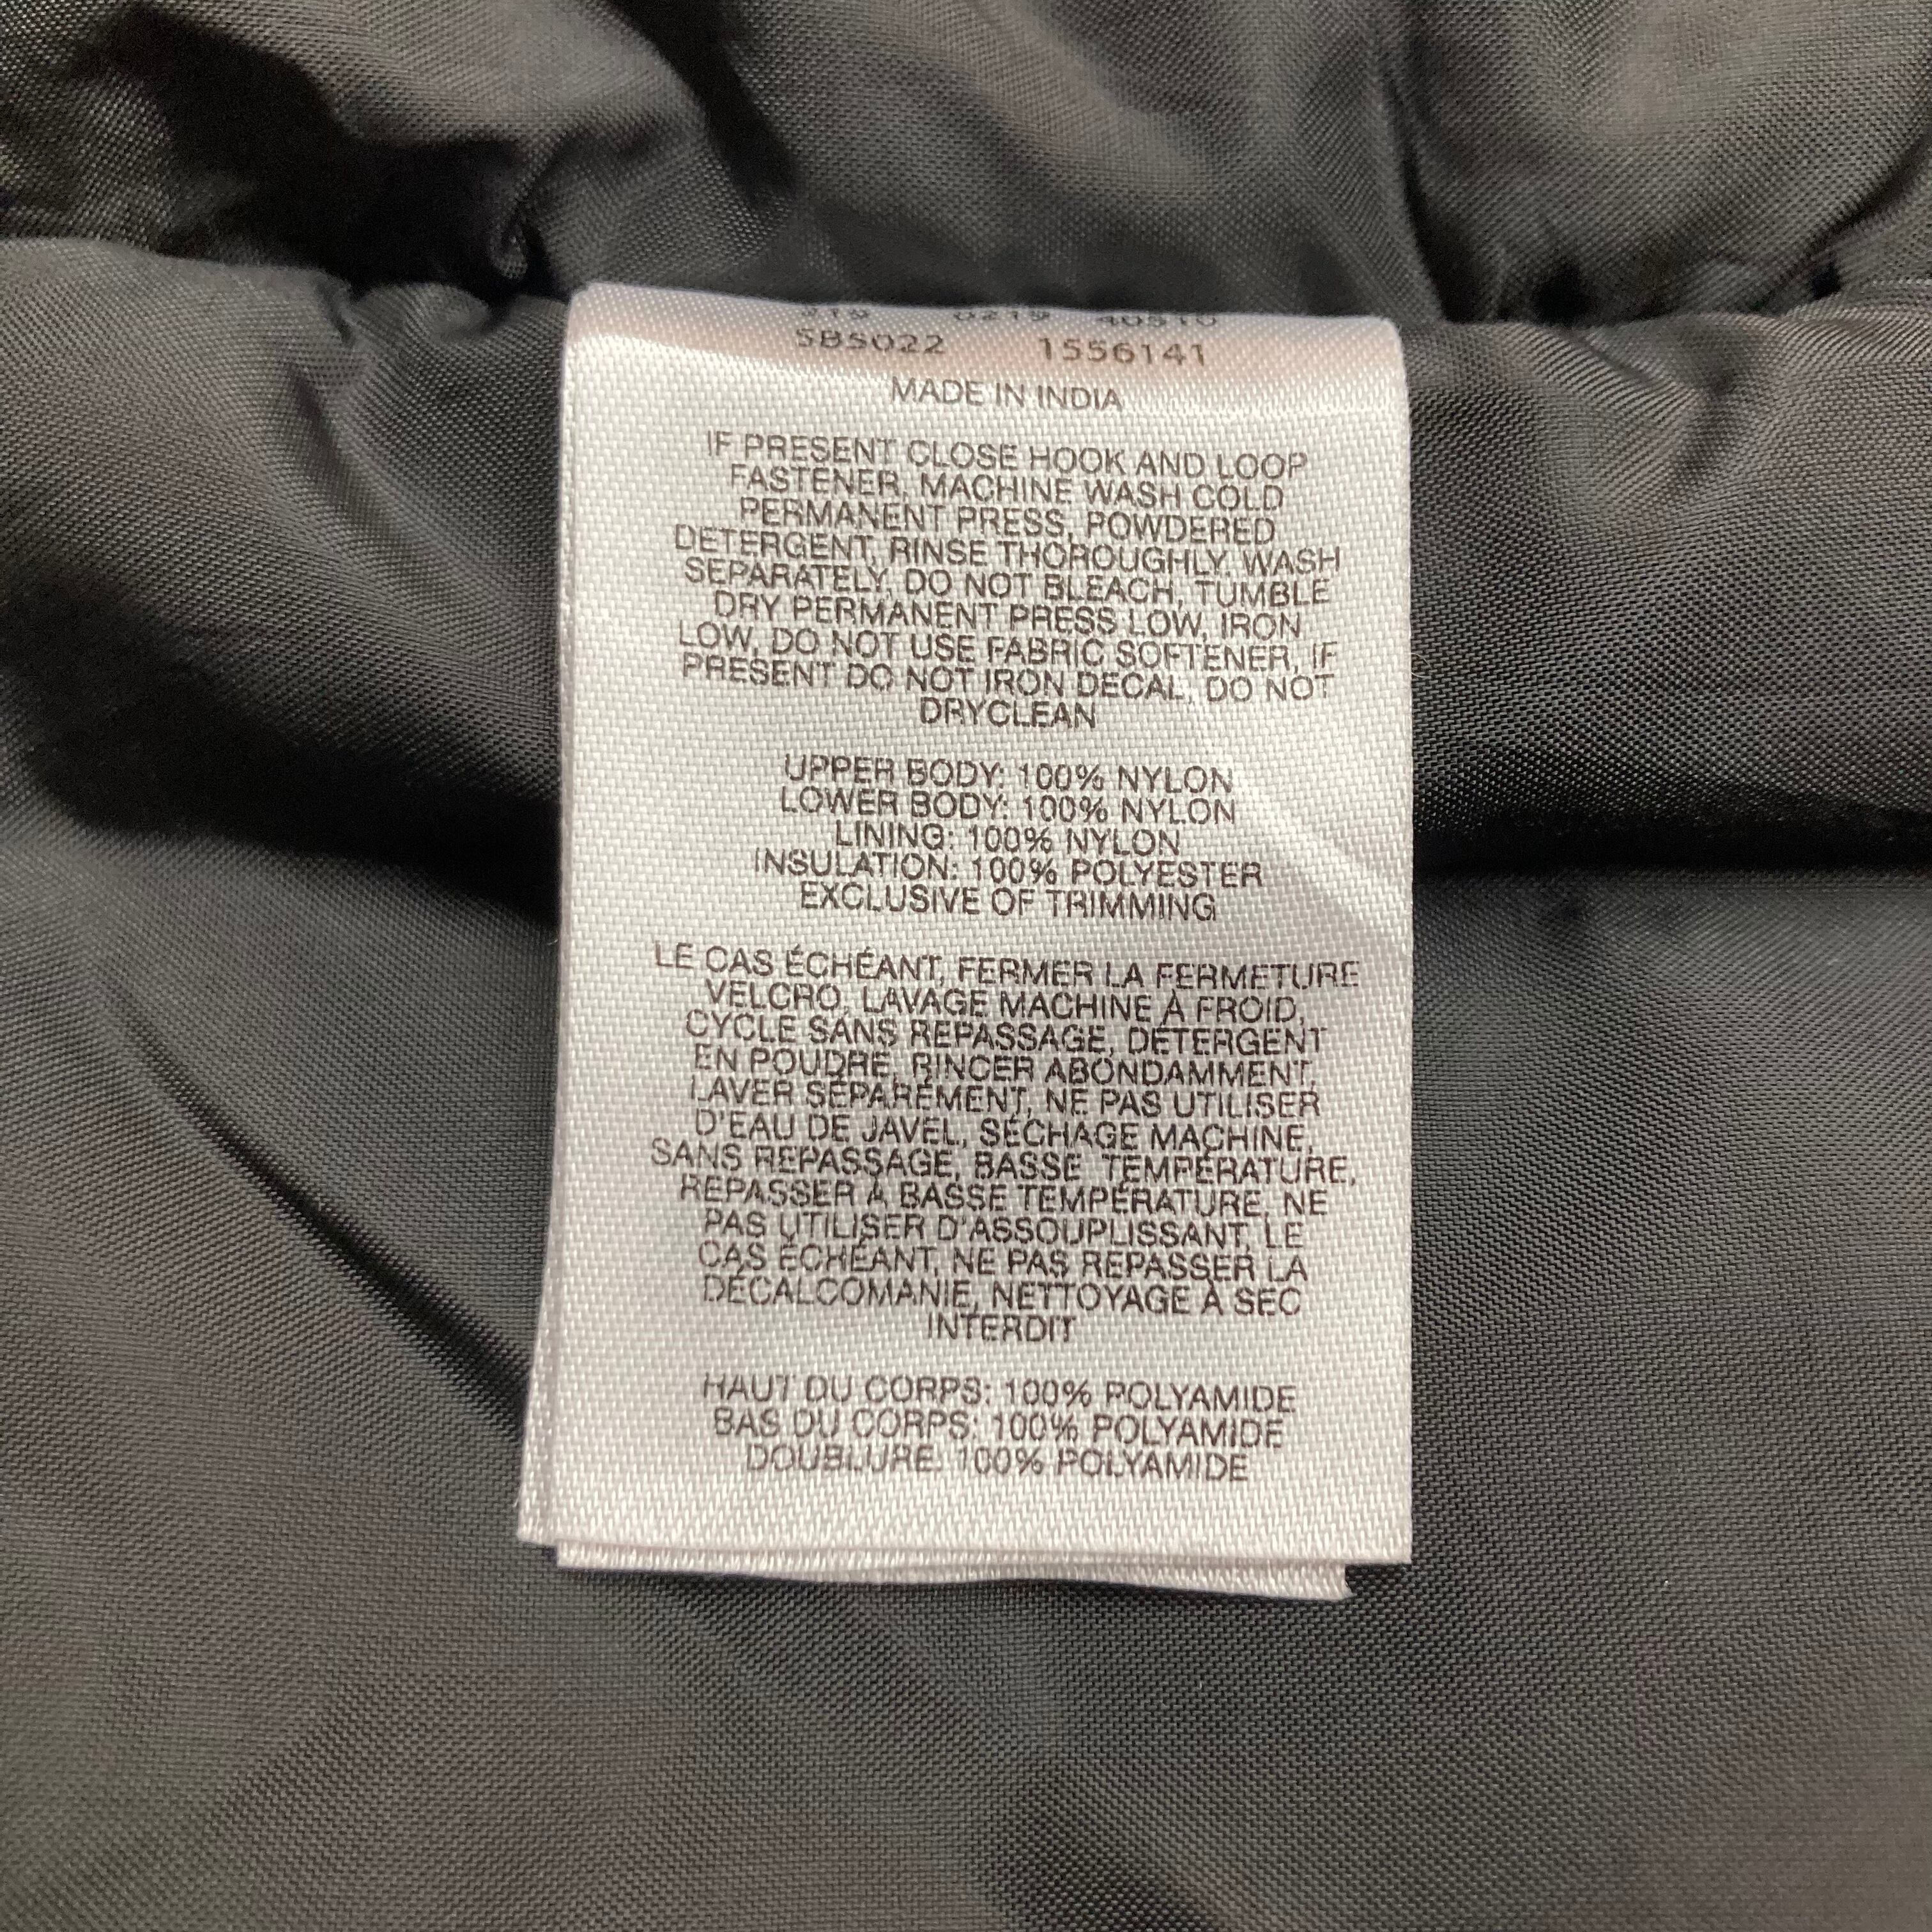 219 0219 40510
SBS022 1556141
MADE IN INDIA
IF PRESENT CLOSE HOOK AND LOOP
FASTENER, MACHINE WASH COLD
PERMANENT PRESS, POWDERED
DETERGENT, RINSE THOROUGHLY, WASH
SEPARATELY, DO NOT BLEACH, TUMBLE
DRY PERMANENT PRESS LOW, IRON
LOW, DO NOT USE FABRIC SOFTENER, IF
PRESENT DO NOT IRON DECAL, DO NOT
DRYCLEAN
UPPER BODY: 100% NYLON
LOWER BODY: 100% NYLON
LINING: 100% NYLON
INSULATION: 100% POLYESTER
EXCLUSIVE OF TRIMMING
LE CAS ÉCHÉANT, FERMER LA FERMETURE
VELCRO, LAVAGE MACHINE À FROID,
CYCLE SANS REPASSAGE, DÉTERGENT
EN POUDRE, RINCER ABONDAMMENT,
LAVER SÉPARÉMENT, NE PAS UTILISER
D'EAU DE JAVEL, SÉCHAGE MACHINE,
SANS REPASSAGE, BASSE TEMPÉRATURE,
REPASSER À BASSE TEMPÉRATURE, NE
PAS UTILISER D'ASSOUPLISSANT, LE
CAS ÉCHÉANT, NE PAS REPASSER LA
DÉCALCOMANIE, NETTOYAGE À SEC
INTERDIT
HAUT DU CORPS: 100% POLYAMIDE
BAS DU CORPS: 100% POLYAMIDE
DOUBLURE: 100% POLYAMIDE